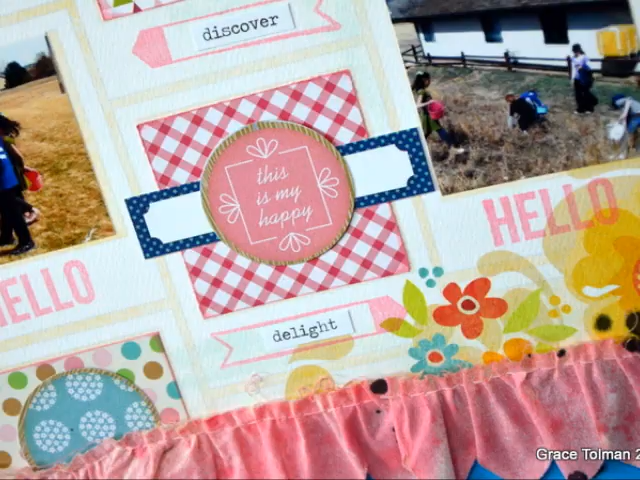 discover
this
is my
happy
HELLO
HELLO
delight
Grace Tolman 2